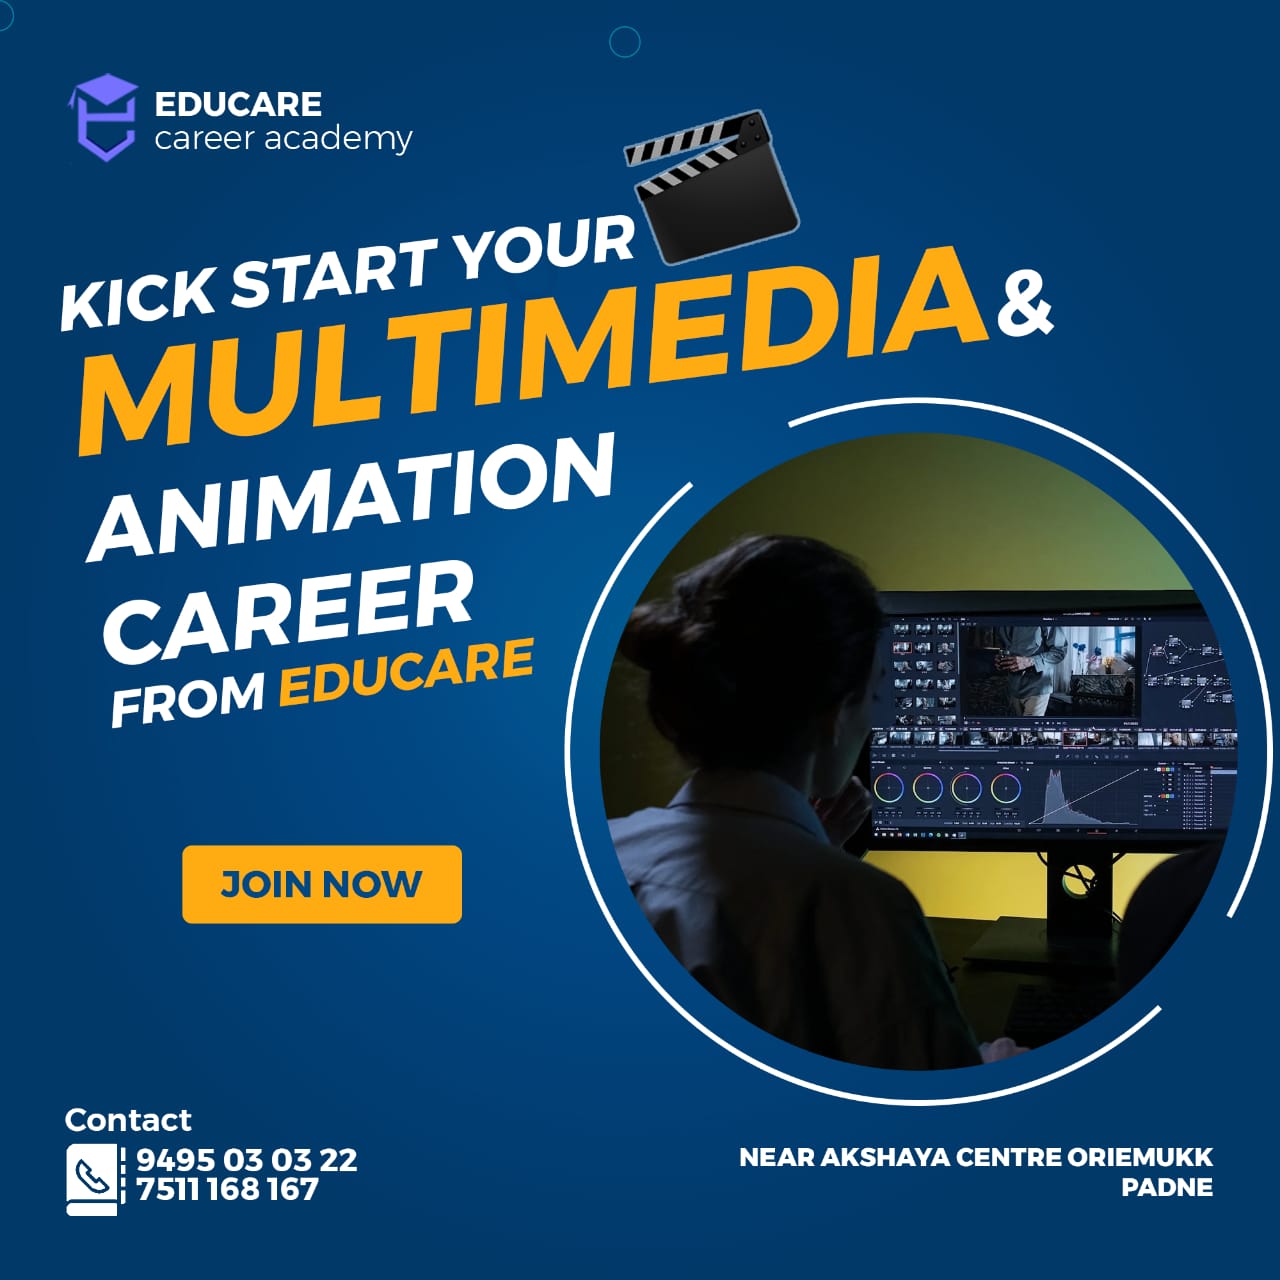 EDUCARE
career academy
KICK START YOUR
MULTIMEDIA &
ANIMATION
CAREER
FROM EDUCARE
JOIN NOW
Contact
9495 03 03 22
7511 168 167
NEAR AKSHAYA CENTRE ORIEMUKK
PADNE